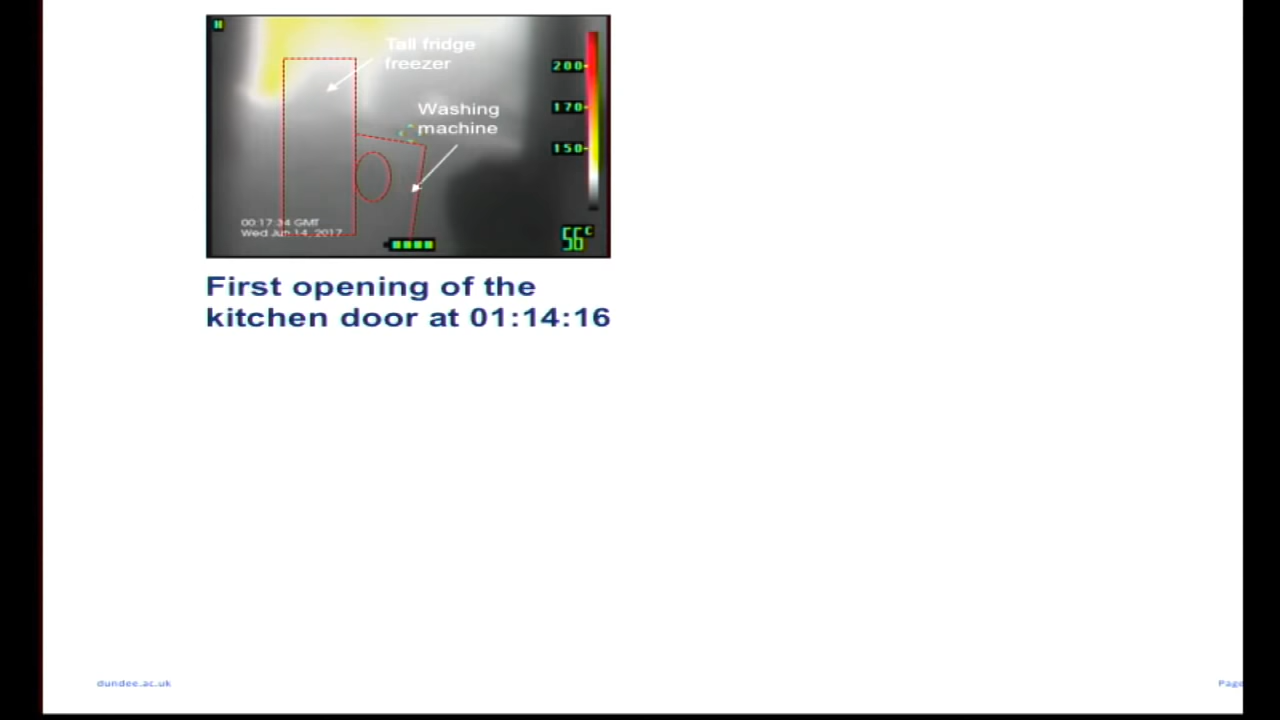 Tall fridge
freezer
Washing
machine
200
170
150
00:17:34 GMT
Wed Jun 14, 2017
56 C
First opening of the
kitchen door at 01:14:16
dundee.ac.uk
Page